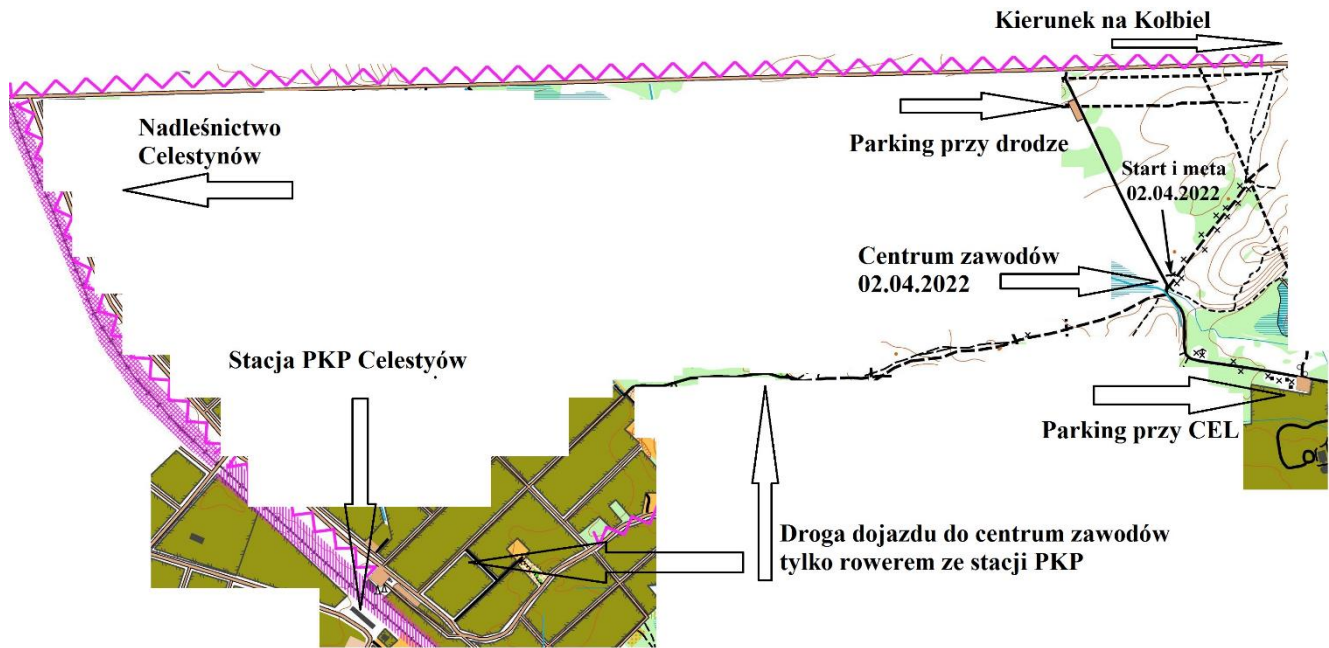 Kierunek na Kołbiel
Nadleśnictwo
Celestynów
Parking przy drodze
Start i meta
02.04.2022
Centrum zawodów
02.04.2022
Stacja PKP Celestyów
Parking przy CEL
Droga dojazdu do centrum zawodów
tylko rowerem ze stacji PKP